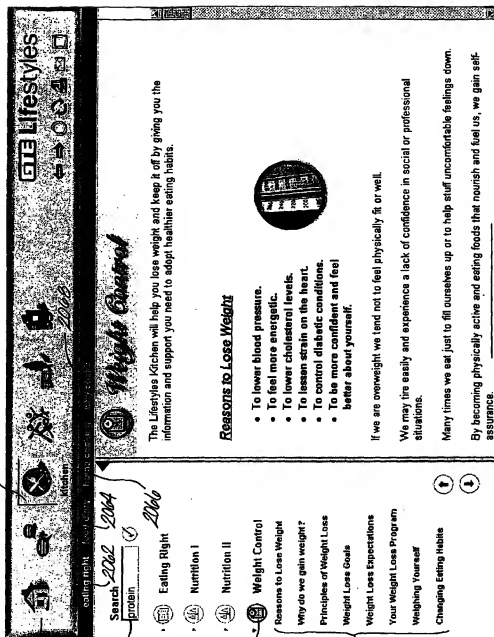 GTE Lifestyles
Kitchen
2066
eating right
Search
2062
2064
protein
2066
Eating Right
Nutrition I
Nutrition II
Weight Control
Reasons to Lose Weight
Why do we gain weight?
Principles of Weight Loss
Weight Loss Goals
Weight Loss Expectations
Your Weight Loss Program
Weighing Yourself
Changing Eating Habits
Weight Control
The Lifestyles Kitchen will help you lose weight and keep it off by giving you the
information and support you need to adopt healthier eating habits.
Reasons to Lose Weight
• To lower blood pressure.
• To feel more energetic.
• To lower cholesterol levels.
• To lessen strain on the heart.
• To control diabetic conditions.
• To be more confident and feel
better about yourself.
If we are overweight we tend not to feel physically fit or well.
We may tire easily and experience a lack of confidence in social or professional
situations.
Many times we eat just to fill ourselves up or to help stuff uncomfortable feelings down.
By becoming physically active and eating foods that nourish and fuel us, we gain self-
assurance.